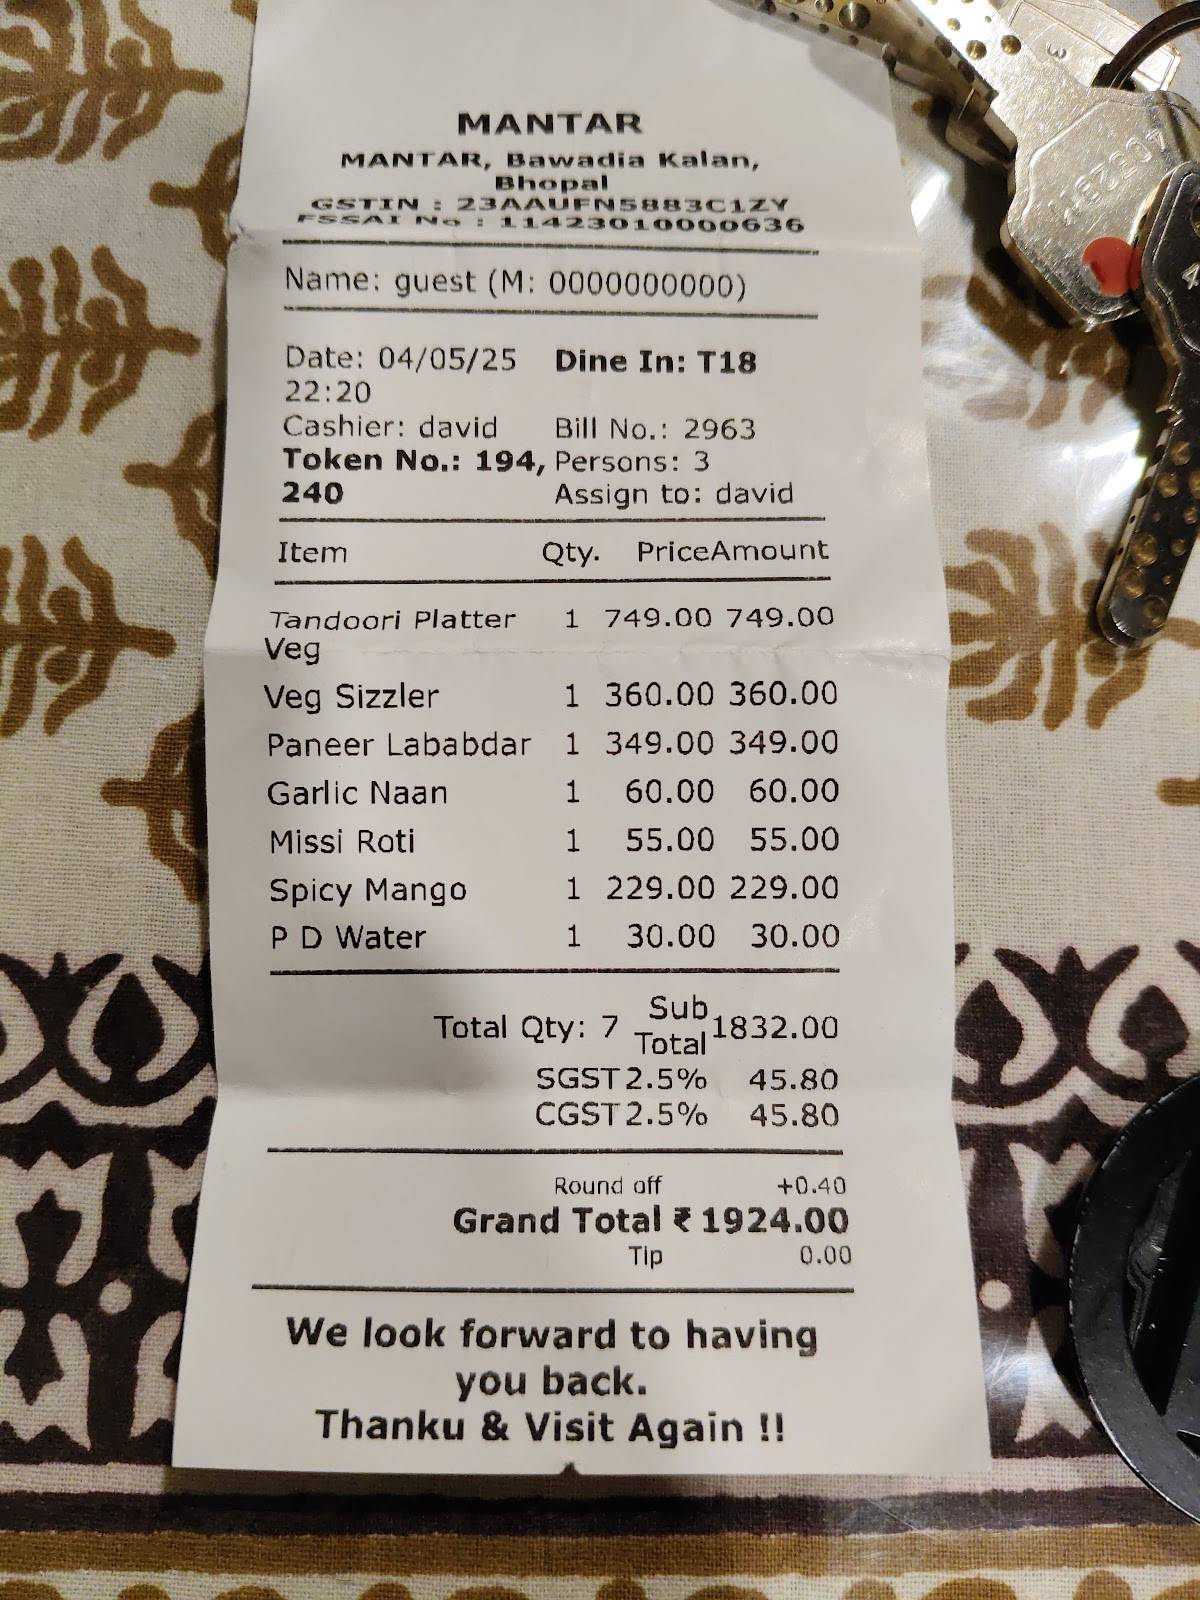 MANTAR
MANTAR, Bawadia Kalan,
Bhopal
GSTIN : 23AAUFN5883C1ZY
FSSAI No : 11423010000636
Name: guest (M: 0000000000)
Date: 04/05/25 Dine In: T18
22:20
Cashier: david Bill No.: 2963
Token No.: 194, Persons: 3
240 Assign to: david
Item Qty. PriceAmount
Tandoori Platter 1 749.00 749.00
Veg
Veg Sizzler 1 360.00 360.00
Paneer Lababdar 1 349.00 349.00
Garlic Naan 1 60.00 60.00
Missi Roti 1 55.00 55.00
Spicy Mango 1 229.00 229.00
P D Water 1 30.00 30.00
Total Qty: 7 Sub Total 1832.00
SGST 2.5% 45.80
CGST 2.5% 45.80
Round off +0.40
Grand Total ₹ 1924.00
Tip 0.00
We look forward to having
you back.
Thanku & Visit Again !!
3
4